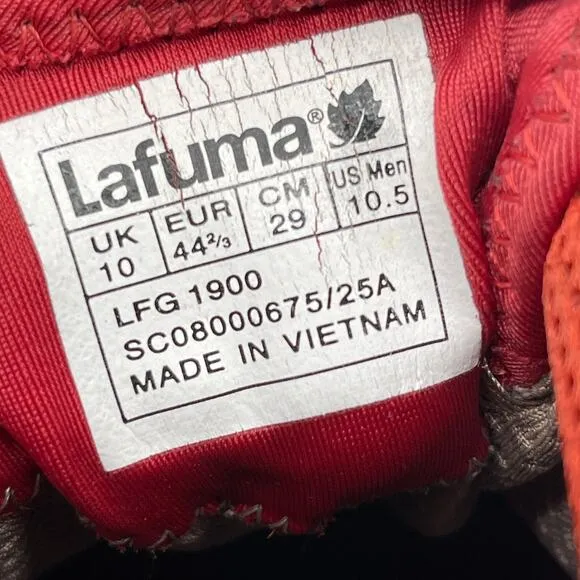 Lafuma®
UK EUR CM US Men
10 44²/₃ 29 10.5
LFG 1900
SC08000675/25A
MADE IN VIETNAM